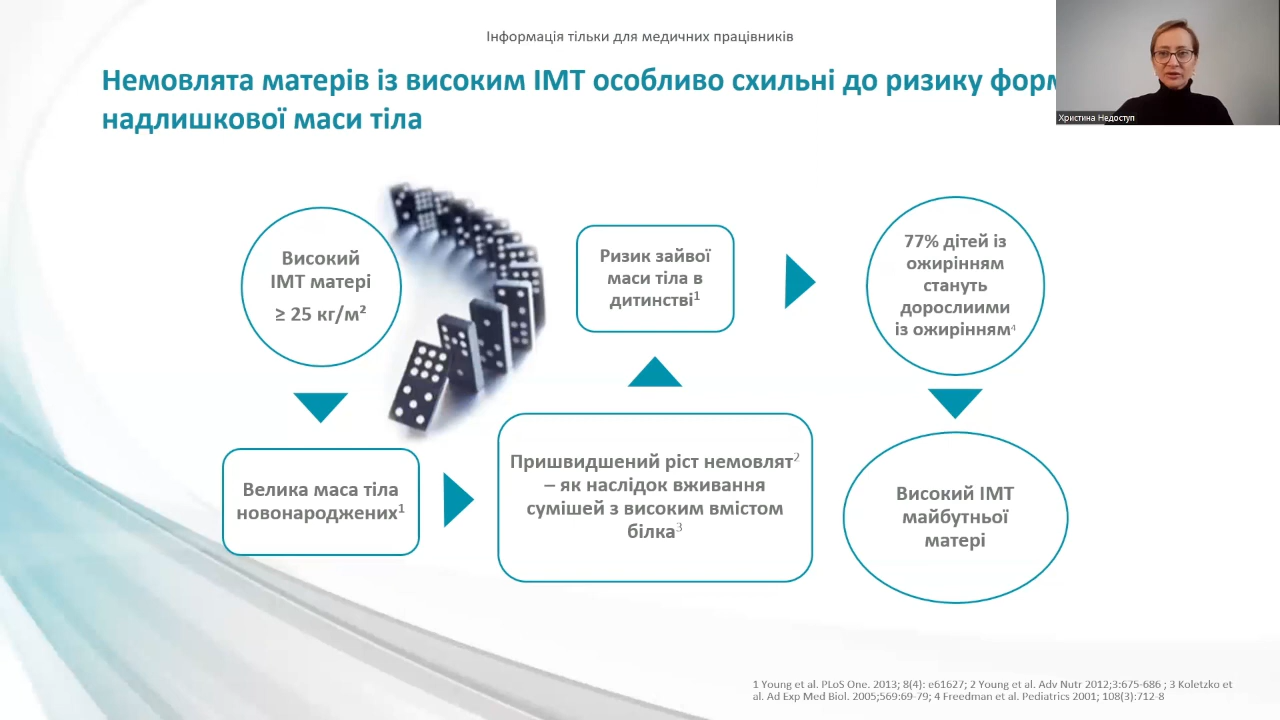 Інформація тільки для медичних працівників
Немовлята матерів із високим ІМТ особливо схильні до ризику
надлишкової маси тіла
Христина Недоступ
Високий
ІМТ матері
≥ 25 кг/м²
Ризик зайвої
маси тіла в
дитинстві1
77% дітей із
ожирінням
стануть
дорослиими
із ожирінням4
Велика маса тіла
новонароджених1
Пришвидшений ріст немовлят2
– як наслідок вживання
сумішей з високим вмістом
білка3
Високий ІМТ
майбутньої
матері
1 Young et al. PLoS One. 2013; 8(4): e61627; 2 Young et al. Adv Nutr 2012;3:675-686 ; 3 Koletzko et
al. Ad Exp Med Biol. 2005;569:69-79; 4 Freedman et al. Pediatrics 2001; 108(3):712-8